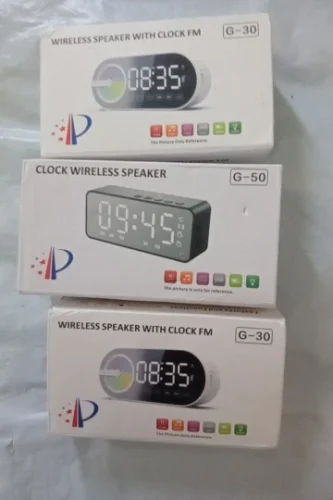 WIRELESS SPEAKER WITH CLOCK FM
G-30
08:35
The Picture Only Reference.
CLOCK WIRELESS SPEAKER
G-50
09:45
The picture is only for reference.
WIRELESS SPEAKER WITH CLOCK FM
G-30
08:35
The Picture Only Reference.